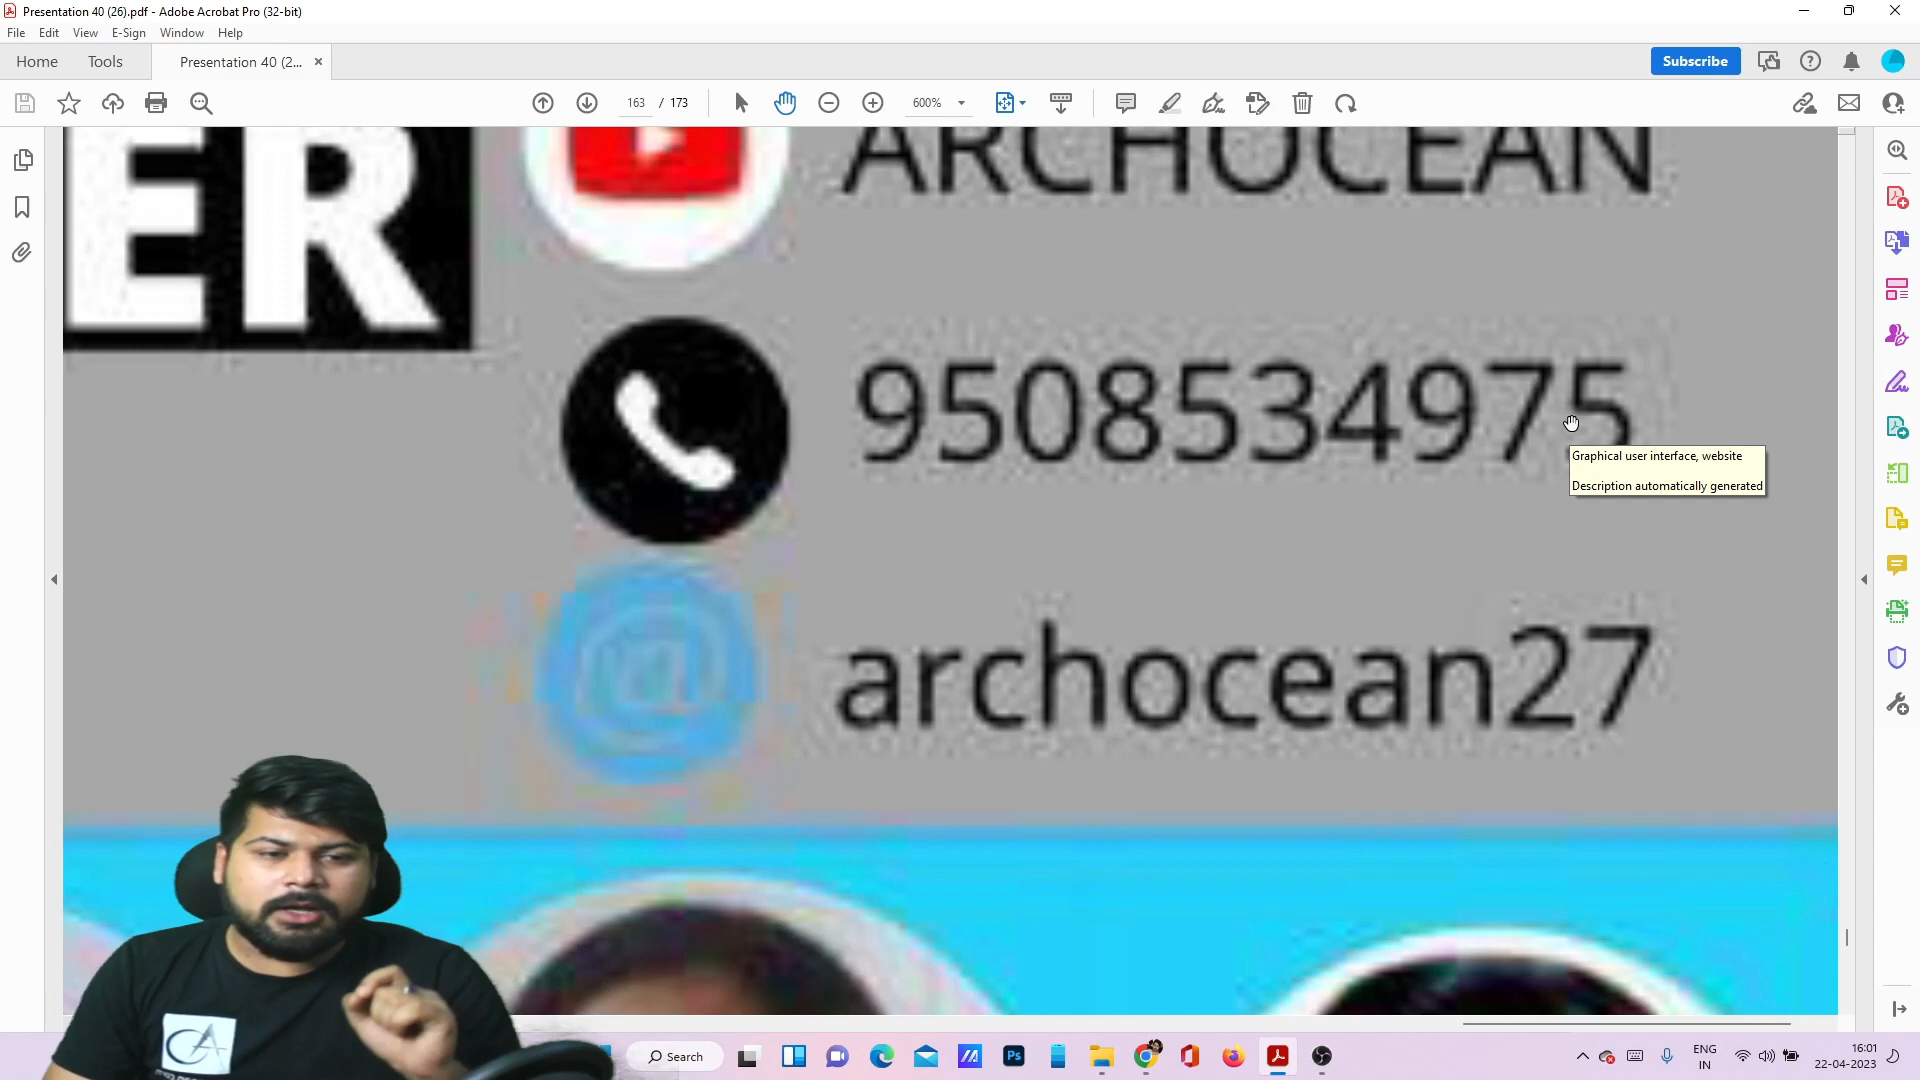 Presentation 40 (26).pdf - Adobe Acrobat Pro (32-bit)
File Edit View E-Sign Window Help
Home Tools Presentation 40 (2... ×
Subscribe
163 / 173
600%
ER
ARCHOCEAN
9508534975
Graphical user interface, website
Description automatically generated
archocean27
Search
Ps
ENG
IN
16:01
22-04-2023